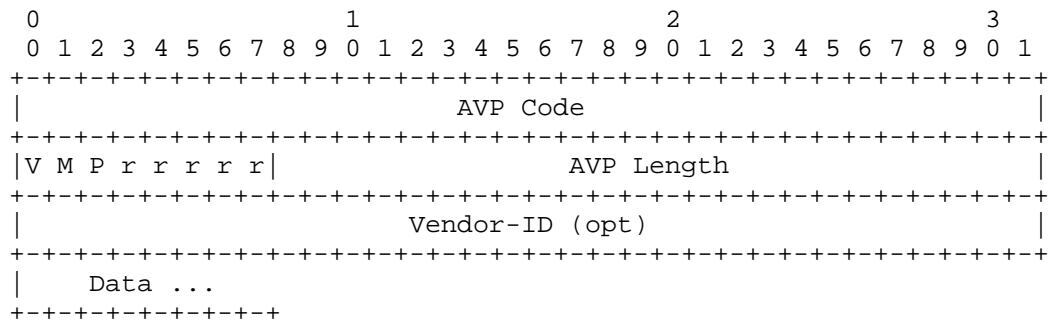 0                   1                   2                   3
 0 1 2 3 4 5 6 7 8 9 0 1 2 3 4 5 6 7 8 9 0 1 2 3 4 5 6 7 8 9 0 1
+-+-+-+-+-+-+-+-+-+-+-+-+-+-+-+-+-+-+-+-+-+-+-+-+-+-+-+-+-+-+-+-+
|                           AVP Code                            |
+-+-+-+-+-+-+-+-+-+-+-+-+-+-+-+-+-+-+-+-+-+-+-+-+-+-+-+-+-+-+-+-+
|V M P r r r r r|                  AVP Length                   |
+-+-+-+-+-+-+-+-+-+-+-+-+-+-+-+-+-+-+-+-+-+-+-+-+-+-+-+-+-+-+-+-+
|                        Vendor-ID (opt)                        |
+-+-+-+-+-+-+-+-+-+-+-+-+-+-+-+-+-+-+-+-+-+-+-+-+-+-+-+-+-+-+-+-+
|    Data ...
+-+-+-+-+-+-+-+-+